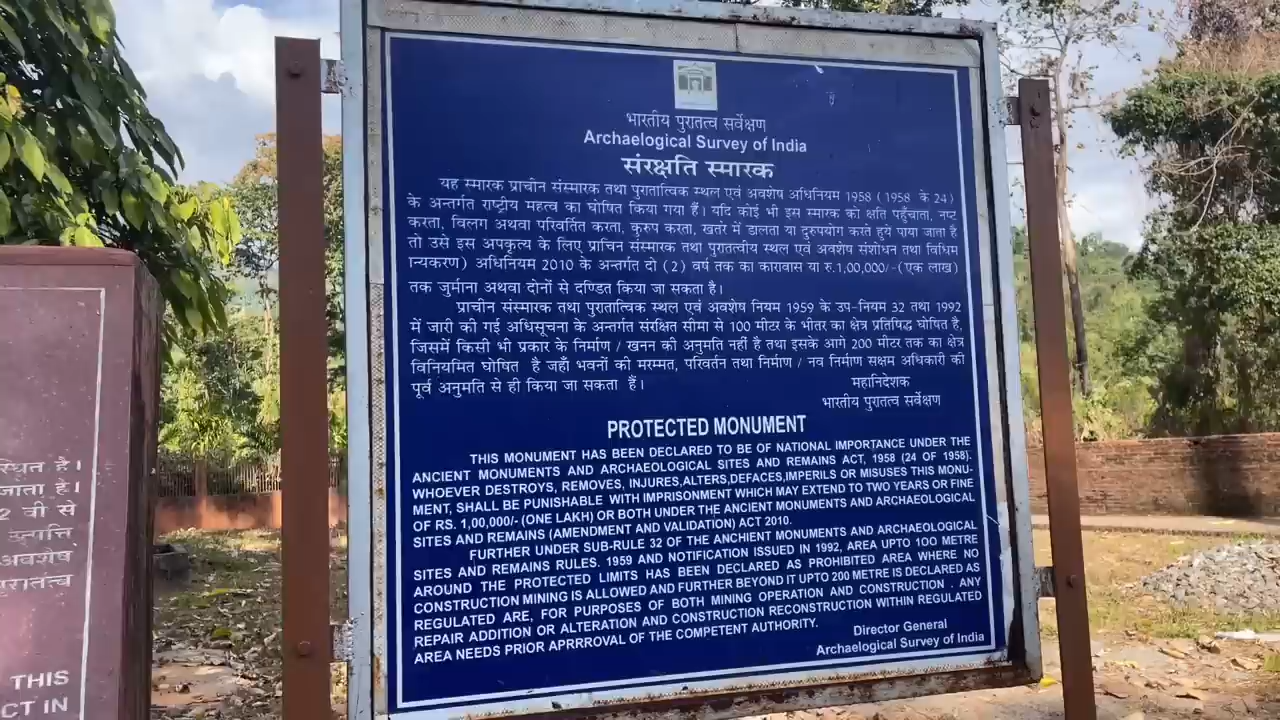 भारतीय पुरातत्व सर्वेक्षण
Archaelogical Survey of India
संरक्षति स्मारक
यह स्मारक प्राचीन संस्मारक तथा पुरातात्विक स्थल एवं अवशेष अधिनियम 1958 (1958 के 24)
के अन्तर्गत राष्ट्रीय महत्व का घोषित किया गया हैं। यदि कोई भी इस स्मारक को क्षति पहुँचाता, नष्ट
करता, विलग अथवा परिवर्तित करता, कुरुप करता, खतरे में डालता या दुरुपयोग करते हुये पाया जाता है
तो उसे इस अपकृत्य के लिए प्राचिन संस्मारक तथा पुरातत्वीय स्थल एवं अवशेष संशोधन तथा विधिम
ान्यकरण) अधिनियम 2010 के अन्तर्गत दो (2) वर्ष तक का कारावास या रु.1,00,000/-(एक लाख)
तक जुर्माना अथवा दोनों से दण्डित किया जा सकता है।
प्राचीन संस्मारक तथा पुरातात्विक स्थल एवं अवशेष नियम 1959 के उप-नियम 32 तथा 1992
में जारी की गई अधिसूचना के अन्तर्गत संरक्षित सीमा से 100 मीटर के भीतर का क्षेत्र प्रतिषिद्ध घोषित है,
जिसमें किसी भी प्रकार के निर्माण / खनन की अनुमति नहीं है तथा इसके आगे 200 मीटर तक का क्षेत्र
विनियमित घोषित है जहाँ भवनों की मरम्मत, परिवर्तन तथा निर्माण / नव निर्माण सक्षम अधिकारी की
पूर्व अनुमति से ही किया जा सकता हैं।
महानिदेशक
भारतीय पुरातत्व सर्वेक्षण
PROTECTED MONUMENT
THIS MONUMENT HAS BEEN DECLARED TO BE OF NATIONAL IMPORTANCE UNDER THE
ANCIENT MONUMENTS AND ARCHAEOLOGICAL SITES AND REMAINS ACT, 1958 (24 OF 1958).
WHOEVER DESTROYS, REMOVES, INJURES,ALTERS,DEFACES,IMPERILS OR MISUSES THIS MONU-
MENT, SHALL BE PUNISHABLE WITH IMPRISONMENT WHICH MAY EXTEND TO TWO YEARS OR FINE
OF RS. 1,00,000/- (ONE LAKH) OR BOTH UNDER THE ANCIENT MONUMENTS AND ARCHAEOLOGICAL
SITES AND REMAINS (AMENDMENT AND VALIDATION) ACT 2010.
FURTHER UNDER SUB-RULE 32 OF THE ANCHIENT MONUMENTS AND ARCHAEOLOGICAL
SITES AND REMAINS RULES. 1959 AND NOTIFICATION ISSUED IN 1992, AREA UPTO 100 METRE
AROUND THE PROTECTED LIMITS HAS BEEN DECLARED AS PROHIBITED AREA WHERE NO
CONSTRUCTION MINING IS ALLOWED AND FURTHER BEYOND IT UPTO 200 METRE IS DECLARED AS
REGULATED ARE, FOR PURPOSES OF BOTH MINING OPERATION AND CONSTRUCTION . ANY
REPAIR ADDITION OR ALTERATION AND CONSTRUCTION RECONSTRUCTION WITHIN REGULATED
AREA NEEDS PRIOR APRRROVAL OF THE COMPETENT AUTHORITY.
Director General
Archaelogical Survey of India
है।
जाता है।
2 वी से
उत्पत्ति
अवशेष
THIS
IN